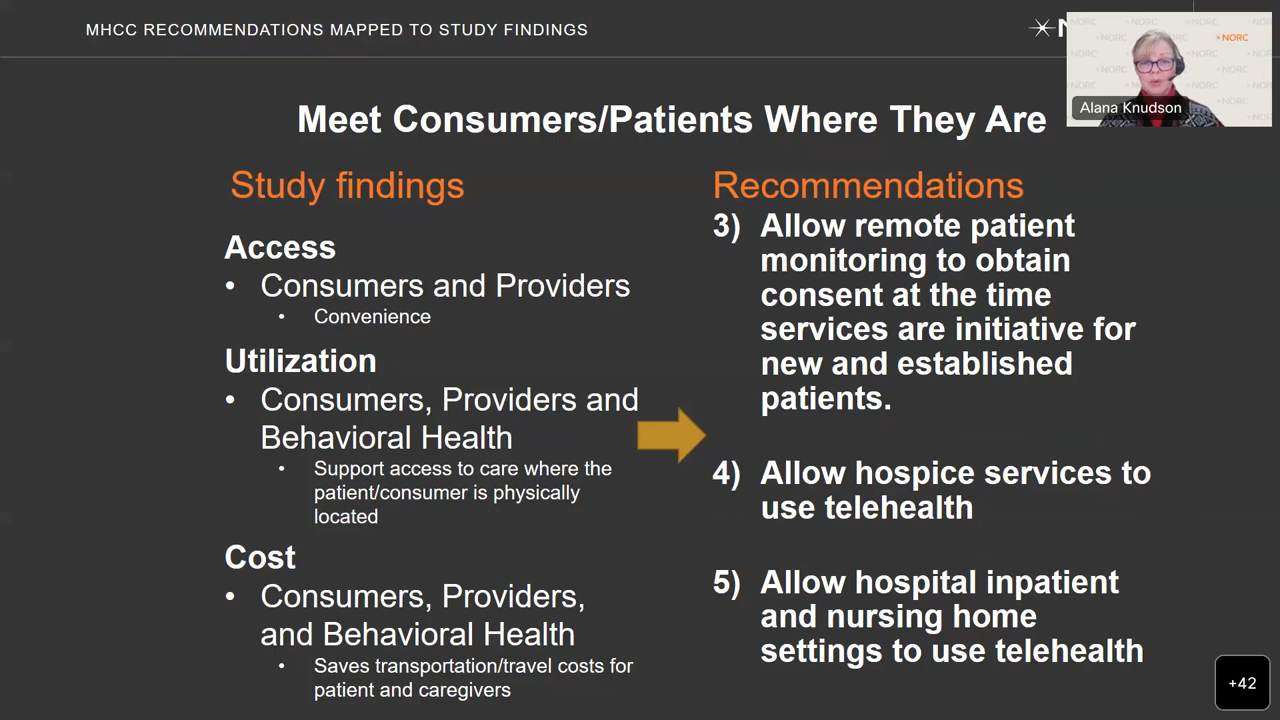 MHCC RECOMMENDATIONS MAPPED TO STUDY FINDINGS
NORC
Alana Knudson
Meet Consumers/Patients Where They Are
Study findings
Access
• Consumers and Providers
• Convenience
Utilization
• Consumers, Providers and
Behavioral Health
• Support access to care where the
patient/consumer is physically
located
Cost
• Consumers, Providers,
and Behavioral Health
• Saves transportation/travel costs for
patient and caregivers
Recommendations
3) Allow remote patient
monitoring to obtain
consent at the time
services are initiative for
new and established
patients.
4) Allow hospice services to
use telehealth
5) Allow hospital inpatient
and nursing home
settings to use telehealth
+42